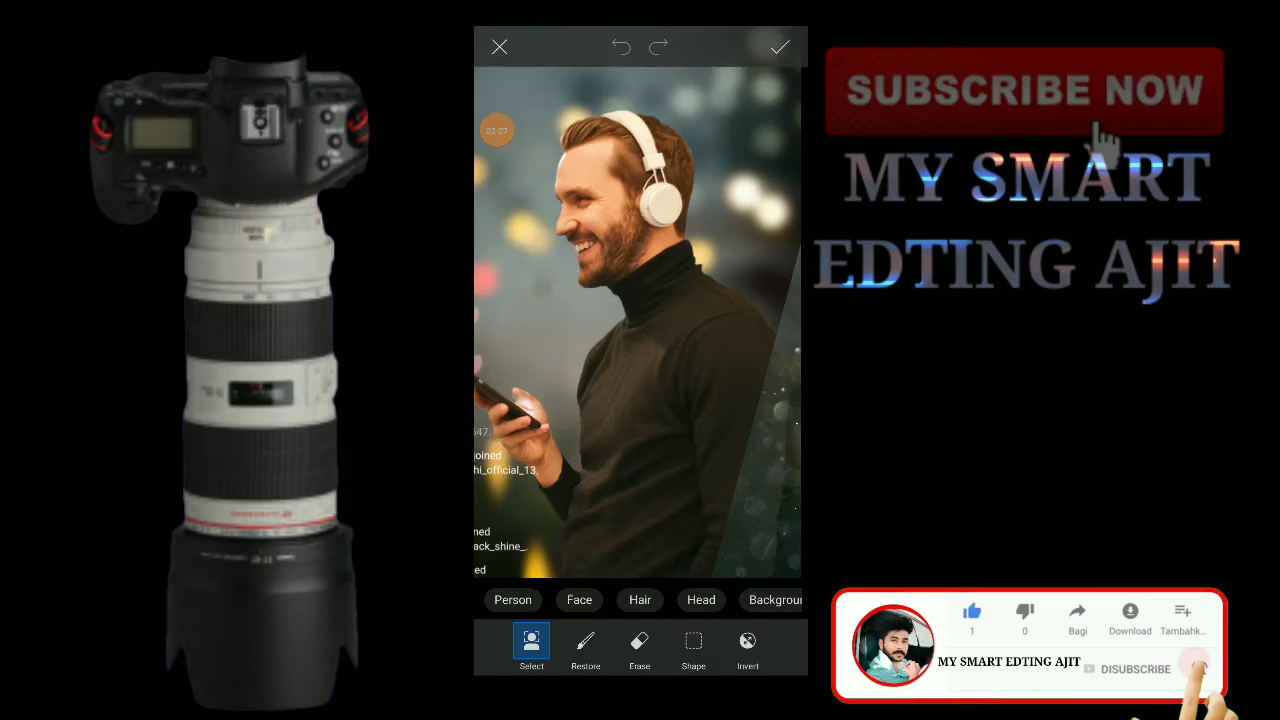 02:07
547.
joined
hi_official_13.
ned
ack_shine_.
ed
Person
Face
Hair
Head
Backgrour
Select
Restore
Erase
Shape
Invert
SUBSCRIBE NOW
MY SMART
EDTING AJIT
1
0
Bagi
Download
Tambahk...
MY SMART EDTING AJIT
DISUBSCRIBE